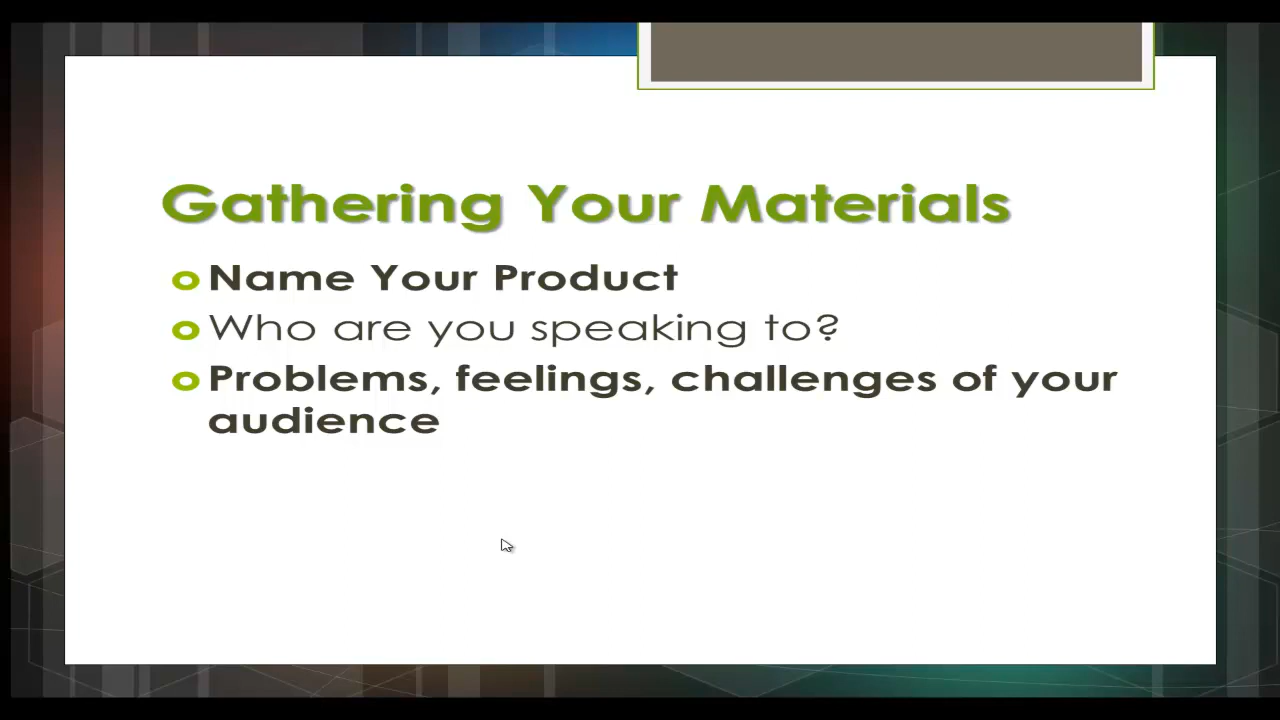 Gathering Your Materials
Name Your Product
Who are you speaking to?
Problems, feelings, challenges of your
audience